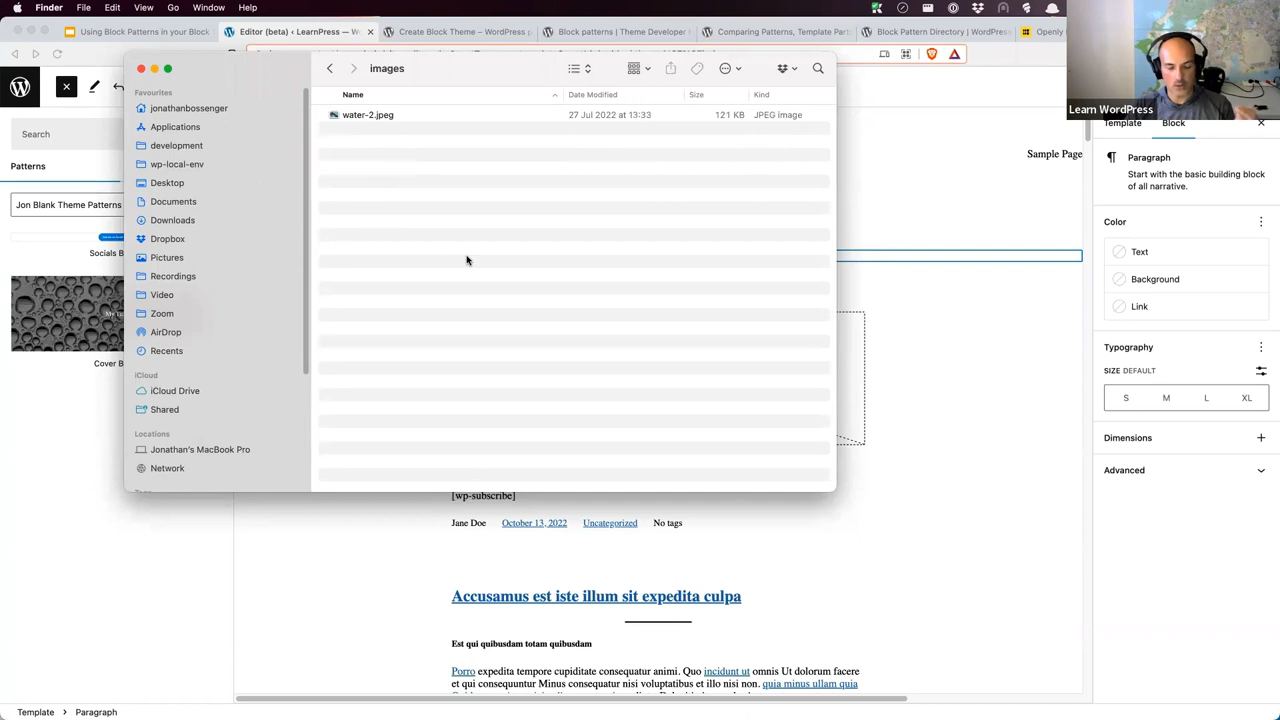 Finder File Edit View Go Window Help
Using Block Patterns in your Block
Editor (beta) ‹ LearnPress — Wo
Create Block Theme – WordPress p
Block patterns | Theme Developer
Comparing Patterns, Template Part
Block Pattern Directory | WordPress
Openly
Learn WordPress
images
Favourites
jonathanbossenger
Applications
development
wp-local-env
Desktop
Documents
Downloads
Dropbox
Pictures
Recordings
Video
Zoom
AirDrop
Recents
iCloud
iCloud Drive
Shared
Locations
Jonathan's MacBook Pro
Network
Name Date Modified Size Kind
water-2.jpeg 27 Jul 2022 at 13:33 121 KB JPEG image
Search
Patterns
Jon Blank Theme Patterns
Socials B
Cover B
Sample Page
[wp-subscribe]
Jane Doe October 13, 2022 Uncategorized No tags
Accusamus est iste illum sit expedita culpa
Est qui quibusdam totam quibusdam
Porro expedita tempore cupiditate consequatur animi. Quo incidunt ut omnis Ut dolorum facere
et qui consequuntur Minus consequatur nisi voluptatibus et illo nisi non. quia minus ullam quia
Template Block
Paragraph
Start with the basic building block
of all narrative.
Color
Text
Background
Link
Typography
SIZE DEFAULT
S M L XL
Dimensions
Advanced
Template > Paragraph